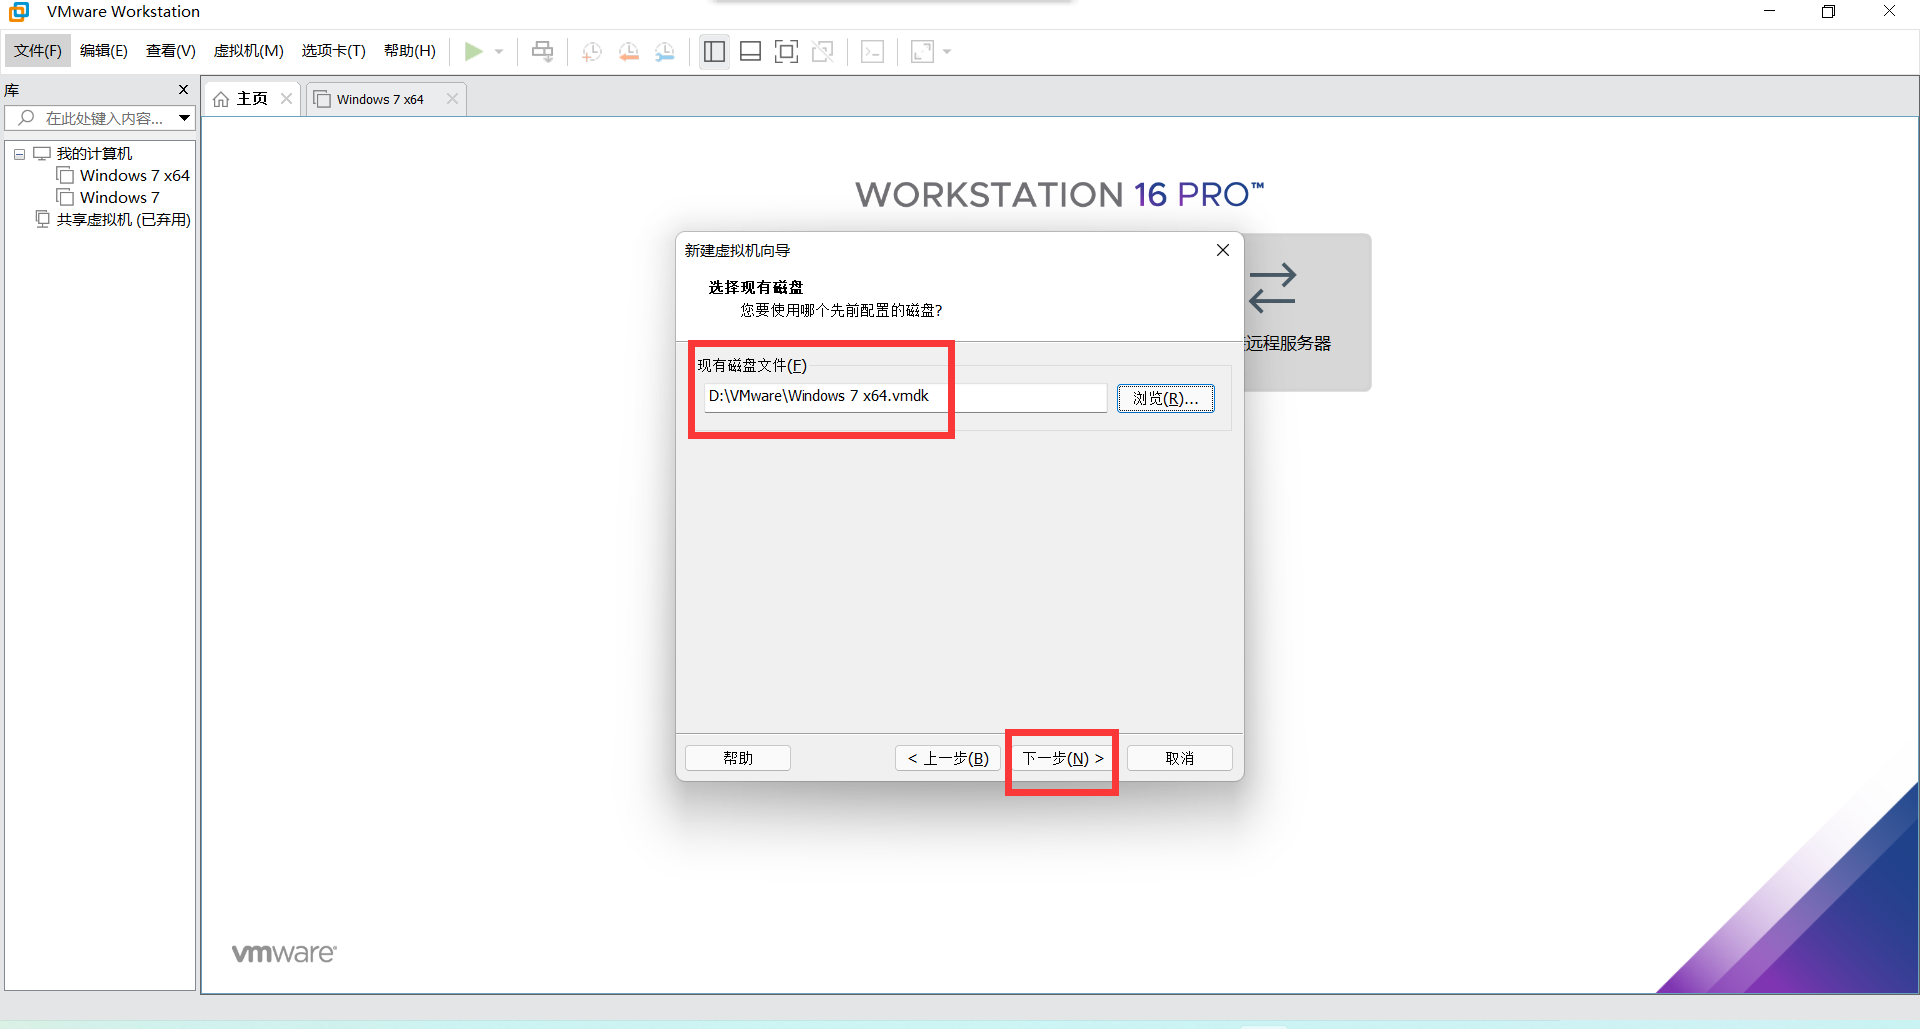 VMware Workstation
文件(F) 编辑(E) 查看(V) 虚拟机(M) 选项卡(T) 帮助(H)
库
在此处键入内容...
我的计算机
Windows 7 x64
Windows 7
共享虚拟机 (已弃用)
主页
Windows 7 x64
WORKSTATION 16 PRO™
远程服务器
新建虚拟机向导
选择现有磁盘
您要使用哪个先前配置的磁盘?
现有磁盘文件(F)
D:\VMware\Windows 7 x64.vmdk
浏览(R)...
帮助
< 上一步(B)
下一步(N) >
取消
vmware